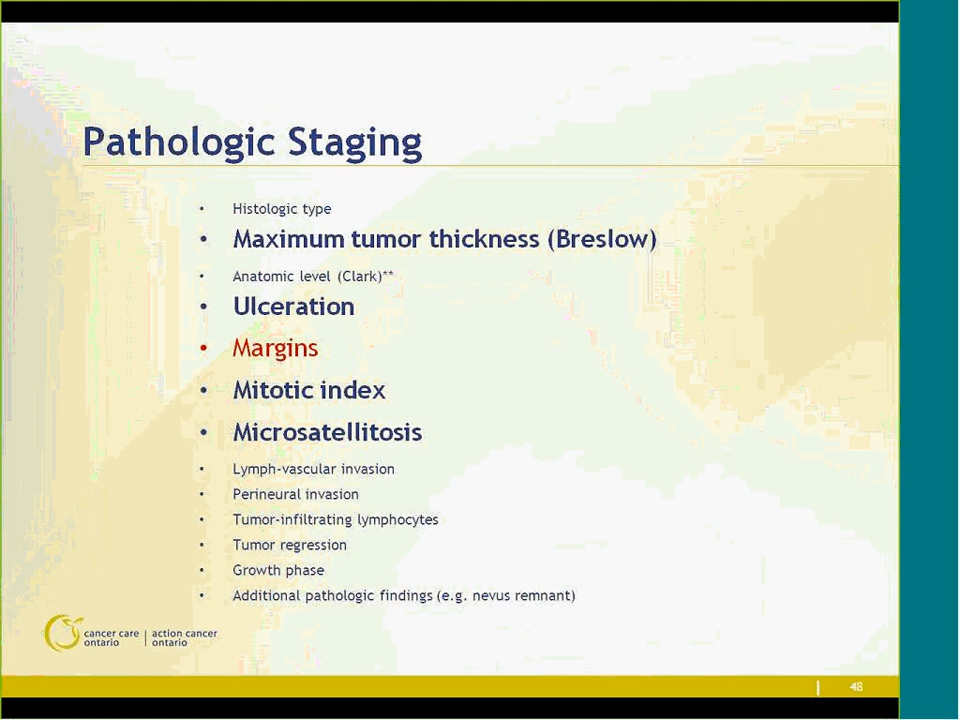 Pathologic Staging
• Histologic type
• Maximum tumor thickness (Breslow)
• Anatomic level (Clark)**
• Ulceration
• Margins
• Mitotic index
• Microsatellitosis
• Lymph-vascular invasion
• Perineural invasion
• Tumor-infiltrating lymphocytes
• Tumor regression
• Growth phase
• Additional pathologic findings (e.g. nevus remnant)
cancer care | action cancer
ontario | ontario
48